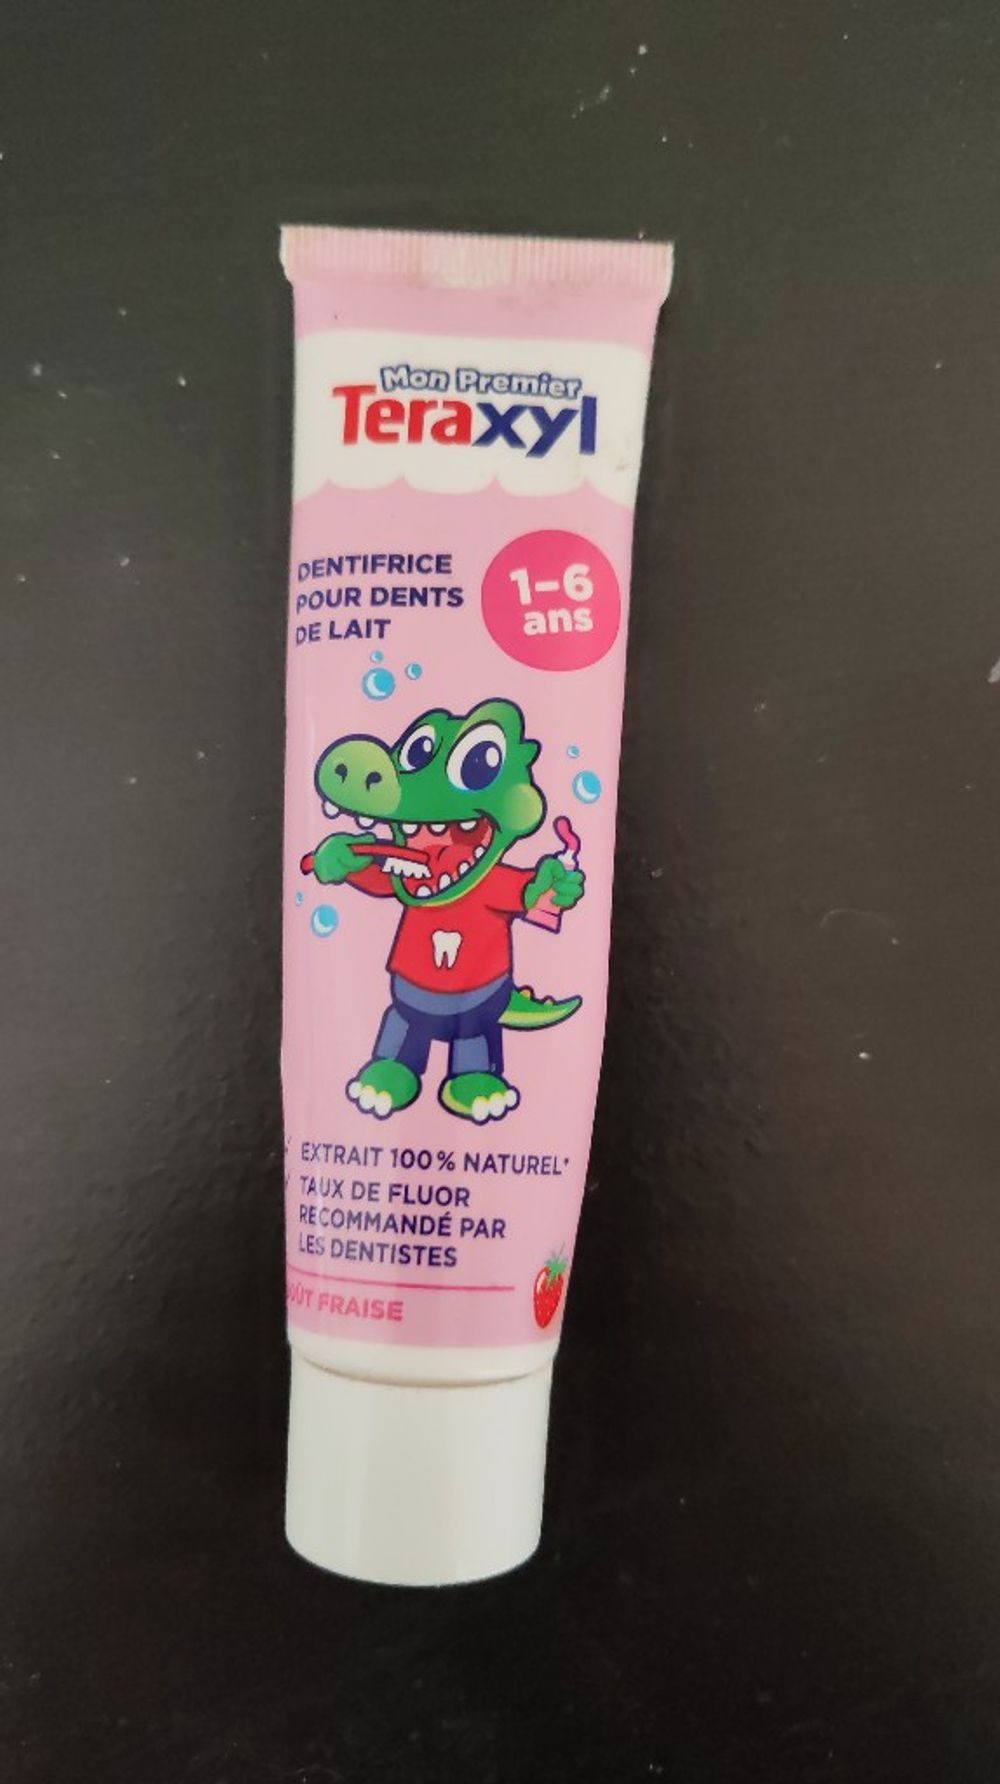 Mon Premier
Teraxyl
DENTIFRICE
POUR DENTS
DE LAIT
1-6
ans
EXTRAIT 100% NATUREL*
TAUX DE FLUOR
RECOMMANDÉ PAR
LES DENTISTES
OÛT FRAISE